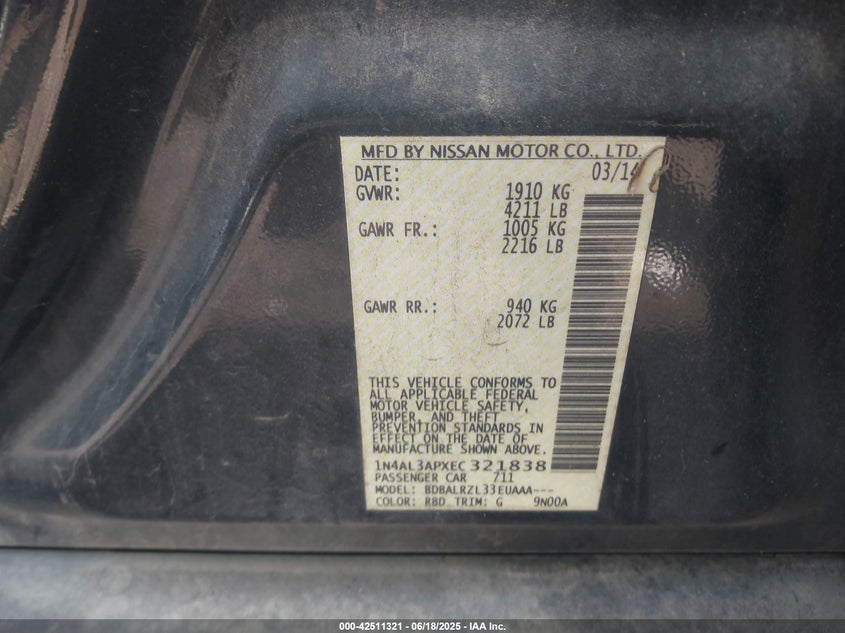 MFD BY NISSAN MOTOR CO., LTD.
DATE: 03/14
GVWR: 1910 KG
4211 LB
GAWR FR.: 1005 KG
2216 LB
GAWR RR.: 940 KG
2072 LB
THIS VEHICLE CONFORMS TO
ALL APPLICABLE FEDERAL
MOTOR VEHICLE SAFETY,
BUMPER, AND THEFT
PREVENTION STANDARDS IN
EFFECT ON THE DATE OF
MANUFACTURE SHOWN ABOVE.
1N4AL3APXEC321838
PASSENGER CAR 711
MODEL: BDBALRZL33EUAAA---
COLOR: RBD TRIM: G 9N00A
000-42511321 - 06/18/2025 - IAA Inc.